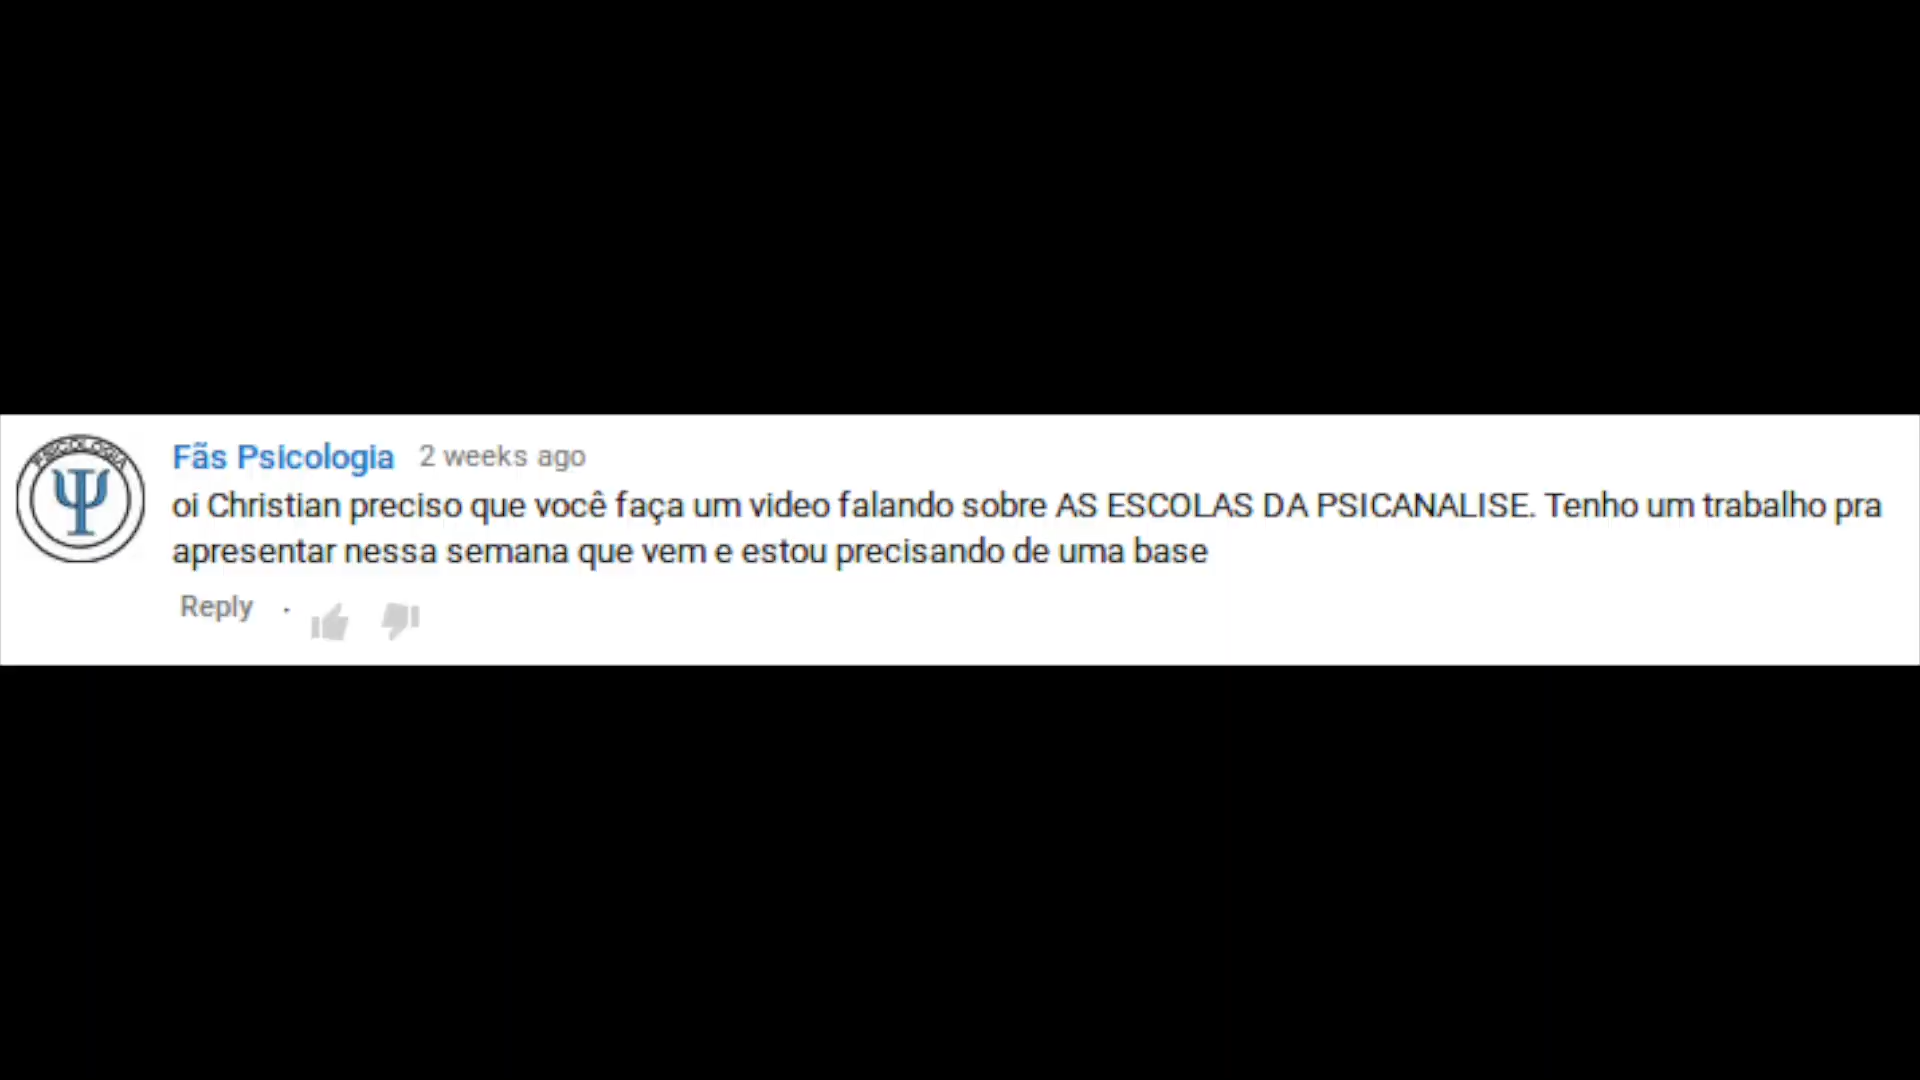 PSICOLOGIA
Fãs Psicologia 2 weeks ago
oi Christian preciso que você faça um video falando sobre AS ESCOLAS DA PSICANALISE. Tenho um trabalho pra
apresentar nessa semana que vem e estou precisando de uma base
Reply